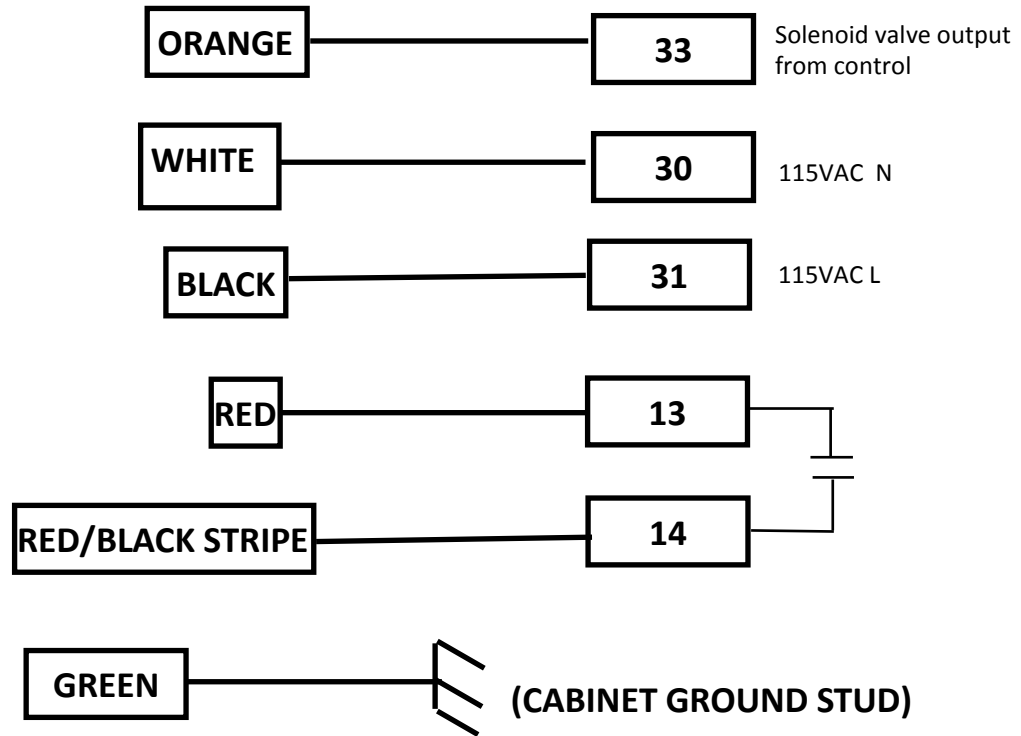 ORANGE
33
Solenoid valve output
from control
WHITE
30
115VAC  N
BLACK
31
115VAC L
RED
13
RED/BLACK STRIPE
14
GREEN
(CABINET GROUND STUD)